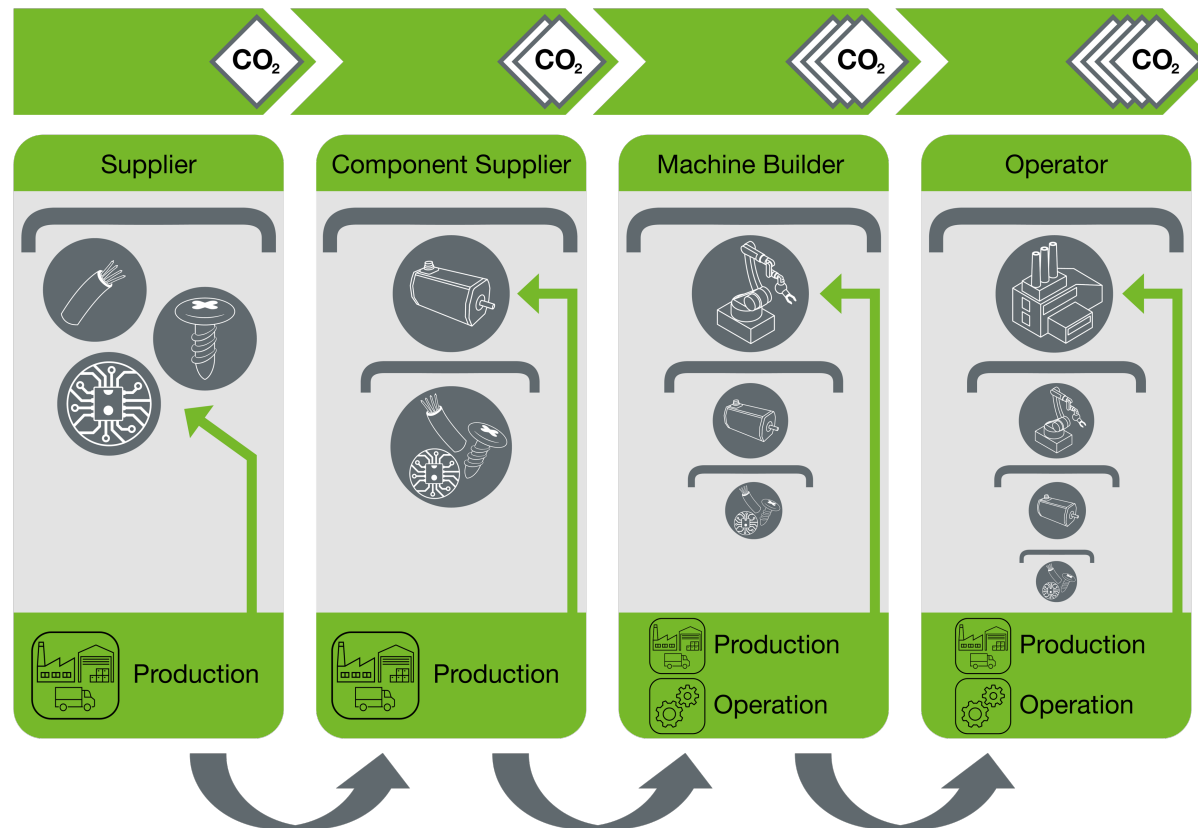 CO₂
CO₂
CO₂
CO₂
Supplier
Component Supplier
Machine Builder
Operator
Production
Production
Production
Operation
Production
Operation